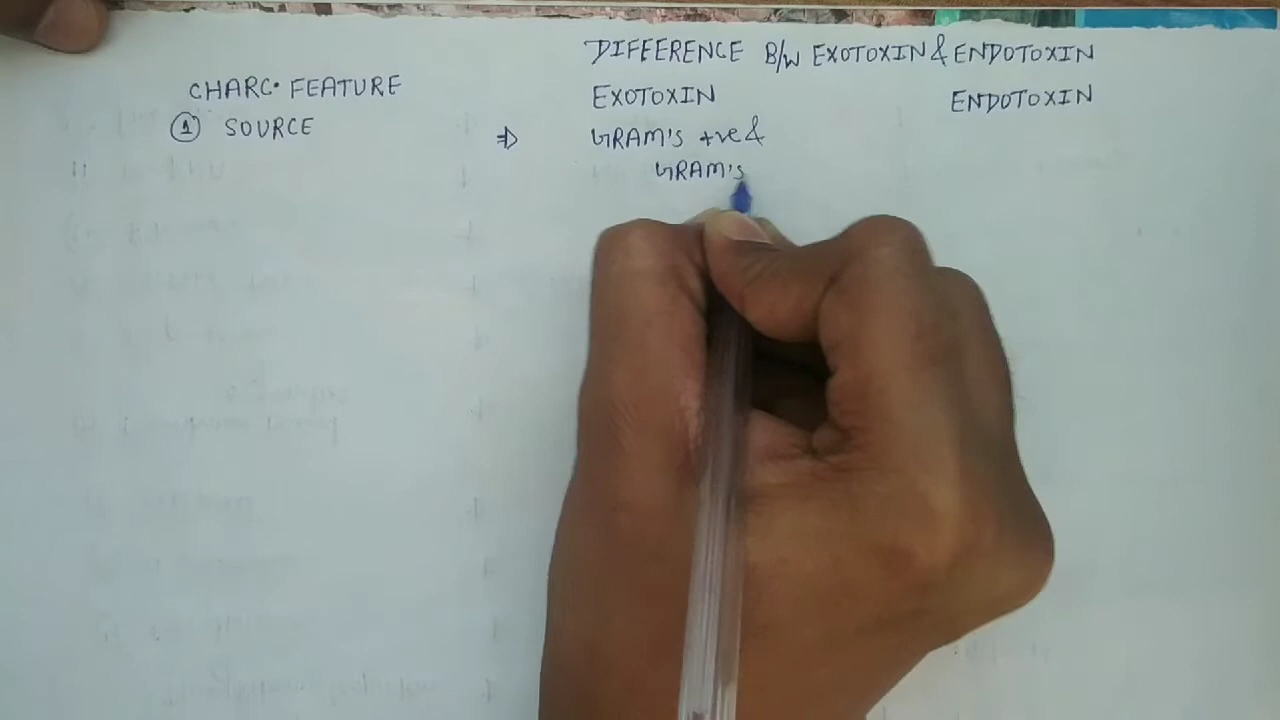 DIFFERENCE B/W EXOTOXIN & ENDOTOXIN
CHARC. FEATURE EXOTOXIN ENDOTOXIN
① SOURCE ⇒ GRAM'S +ve &
GRAM'S